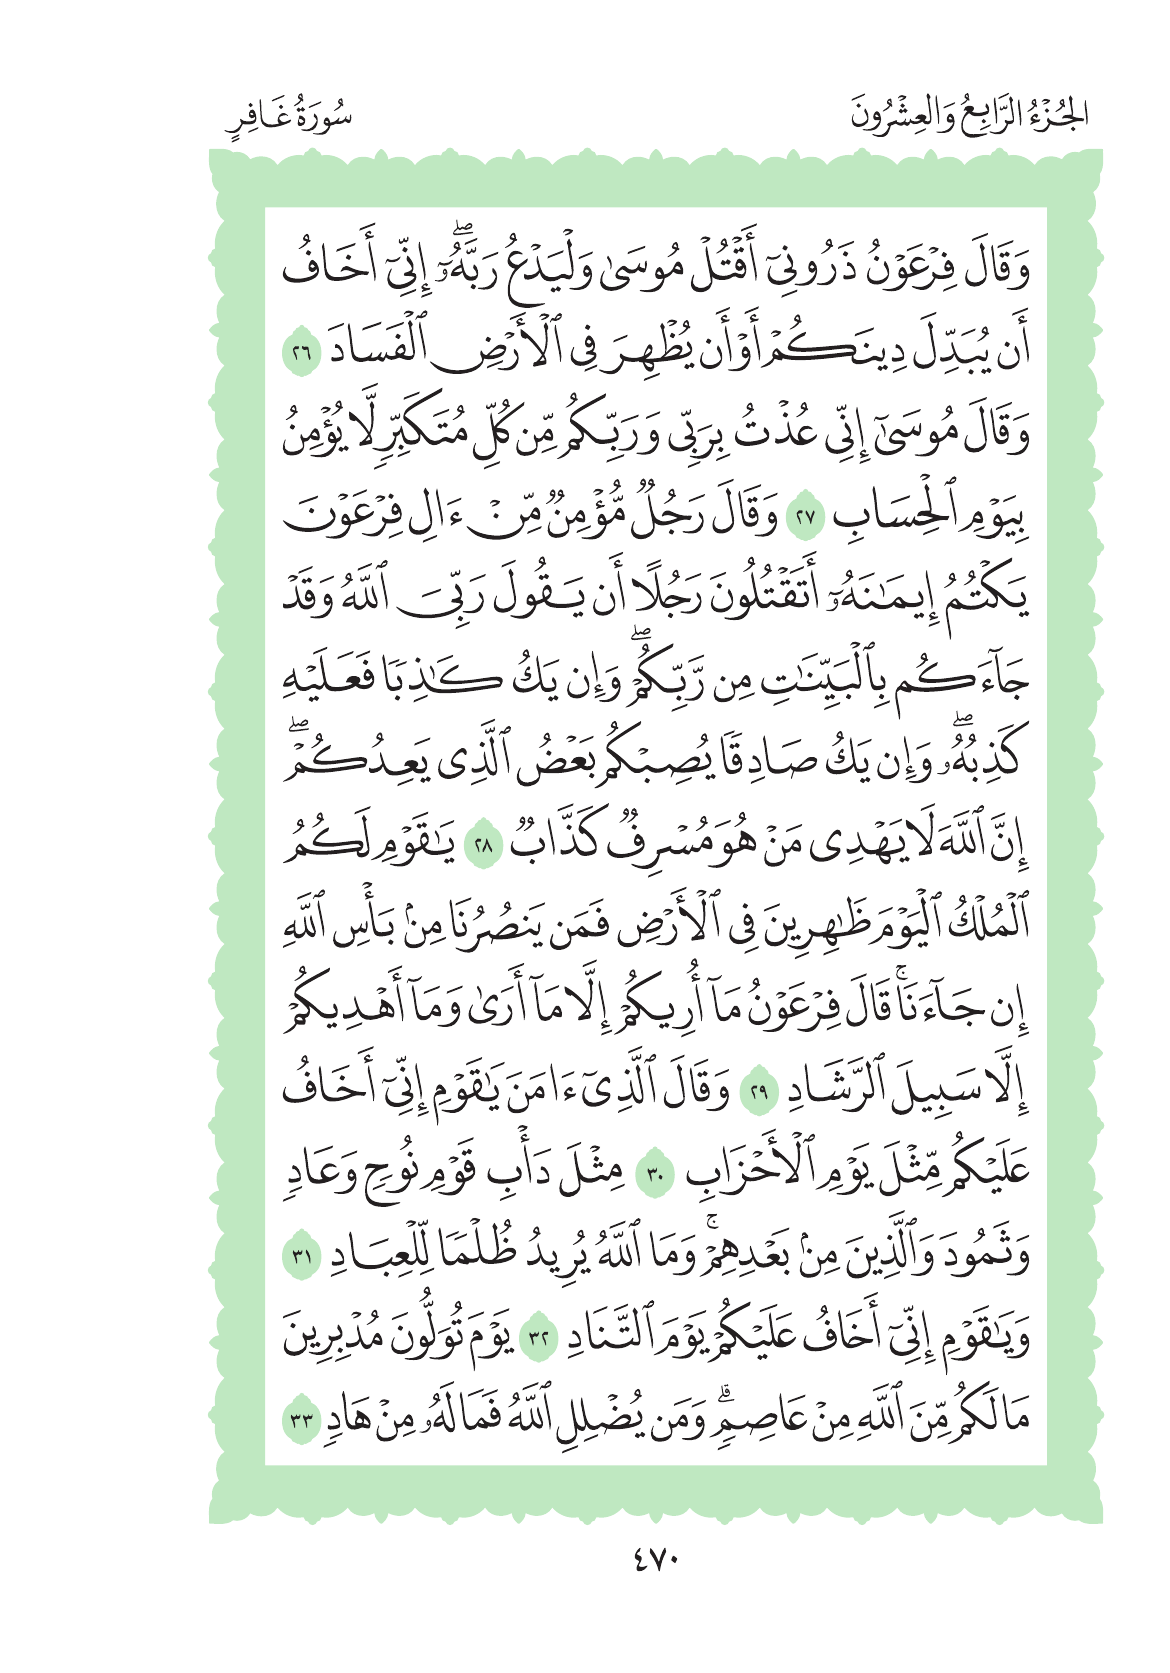 الجُزْءُ الرَّابِعُ وَالعِشْرُونَ
سُورَةُ غَافِرٍ
وَقَالَ فِرْعَوْنُ ذَرُونِىٓ أَقْتُلْ مُوسَىٰ وَلْيَدْعُ رَبَّهُۥٓ ۖ إِنِّىٓ أَخَافُ
أَن يُبَدِّلَ دِينَكُمْ أَوْ أَن يُظْهِرَ فِى ٱلْأَرْضِ ٱلْفَسَادَ ٢٦
وَقَالَ مُوسَىٰٓ إِنِّى عُذْتُ بِرَبِّى وَرَبِّكُم مِّن كُلِّ مُتَكَبِّرٍ لَّا يُؤْمِنُ
بِيَوْمِ ٱلْحِسَابِ ٢٧ وَقَالَ رَجُلٌ مُّؤْمِنٌ مِّنْ ءَالِ فِرْعَوْنَ
يَكْتُمُ إِيمَـٰنَهُۥٓ أَتَقْتُلُونَ رَجُلًا أَن يَقُولَ رَبِّىَ ٱللَّهُ وَقَدْ
جَآءَكُم بِٱلْبَيِّنَـٰتِ مِن رَّبِّكُمْ ۖ وَإِن يَكُ كَـٰذِبًا فَعَلَيْهِ
كَذِبُهُۥ ۖ وَإِن يَكُ صَادِقًا يُصِبْكُم بَعْضُ ٱلَّذِى يَعِدُكُمْ ۖ
إِنَّ ٱللَّهَ لَا يَهْدِى مَنْ هُوَ مُسْرِفٌ كَذَّابٌ ٢٨ يَـٰقَوْمِ لَكُمُ
ٱلْمُلْكُ ٱلْيَوْمَ ظَـٰهِرِينَ فِى ٱلْأَرْضِ فَمَن يَنصُرُنَا مِنۢ بَأْسِ ٱللَّهِ
إِن جَآءَنَا ۚ قَالَ فِرْعَوْنُ مَآ أُرِيكُمْ إِلَّا مَآ أَرَىٰ وَمَآ أَهْدِيكُمْ
إِلَّا سَبِيلَ ٱلرَّشَادِ ٢٩ وَقَالَ ٱلَّذِىٓ ءَامَنَ يَـٰقَوْمِ إِنِّىٓ أَخَافُ
عَلَيْكُم مِّثْلَ يَوْمِ ٱلْأَحْزَابِ ٣٠ مِثْلَ دَأْبِ قَوْمِ نُوحٍ وَعَادٍ
وَثَمُودَ وَٱلَّذِينَ مِنۢ بَعْدِهِمْ ۚ وَمَا ٱللَّهُ يُرِيدُ ظُلْمًا لِّلْعِبَادِ ٣١
وَيَـٰقَوْمِ إِنِّىٓ أَخَافُ عَلَيْكُمْ يَوْمَ ٱلتَّنَادِ ٣٢ يَوْمَ تُوَلُّونَ مُدْبِرِينَ
مَا لَكُم مِّنَ ٱللَّهِ مِنْ عَاصِمٍ ۗ وَمَن يُضْلِلِ ٱللَّهُ فَمَا لَهُۥ مِنْ هَادٍ ٣٣
٤٧٠